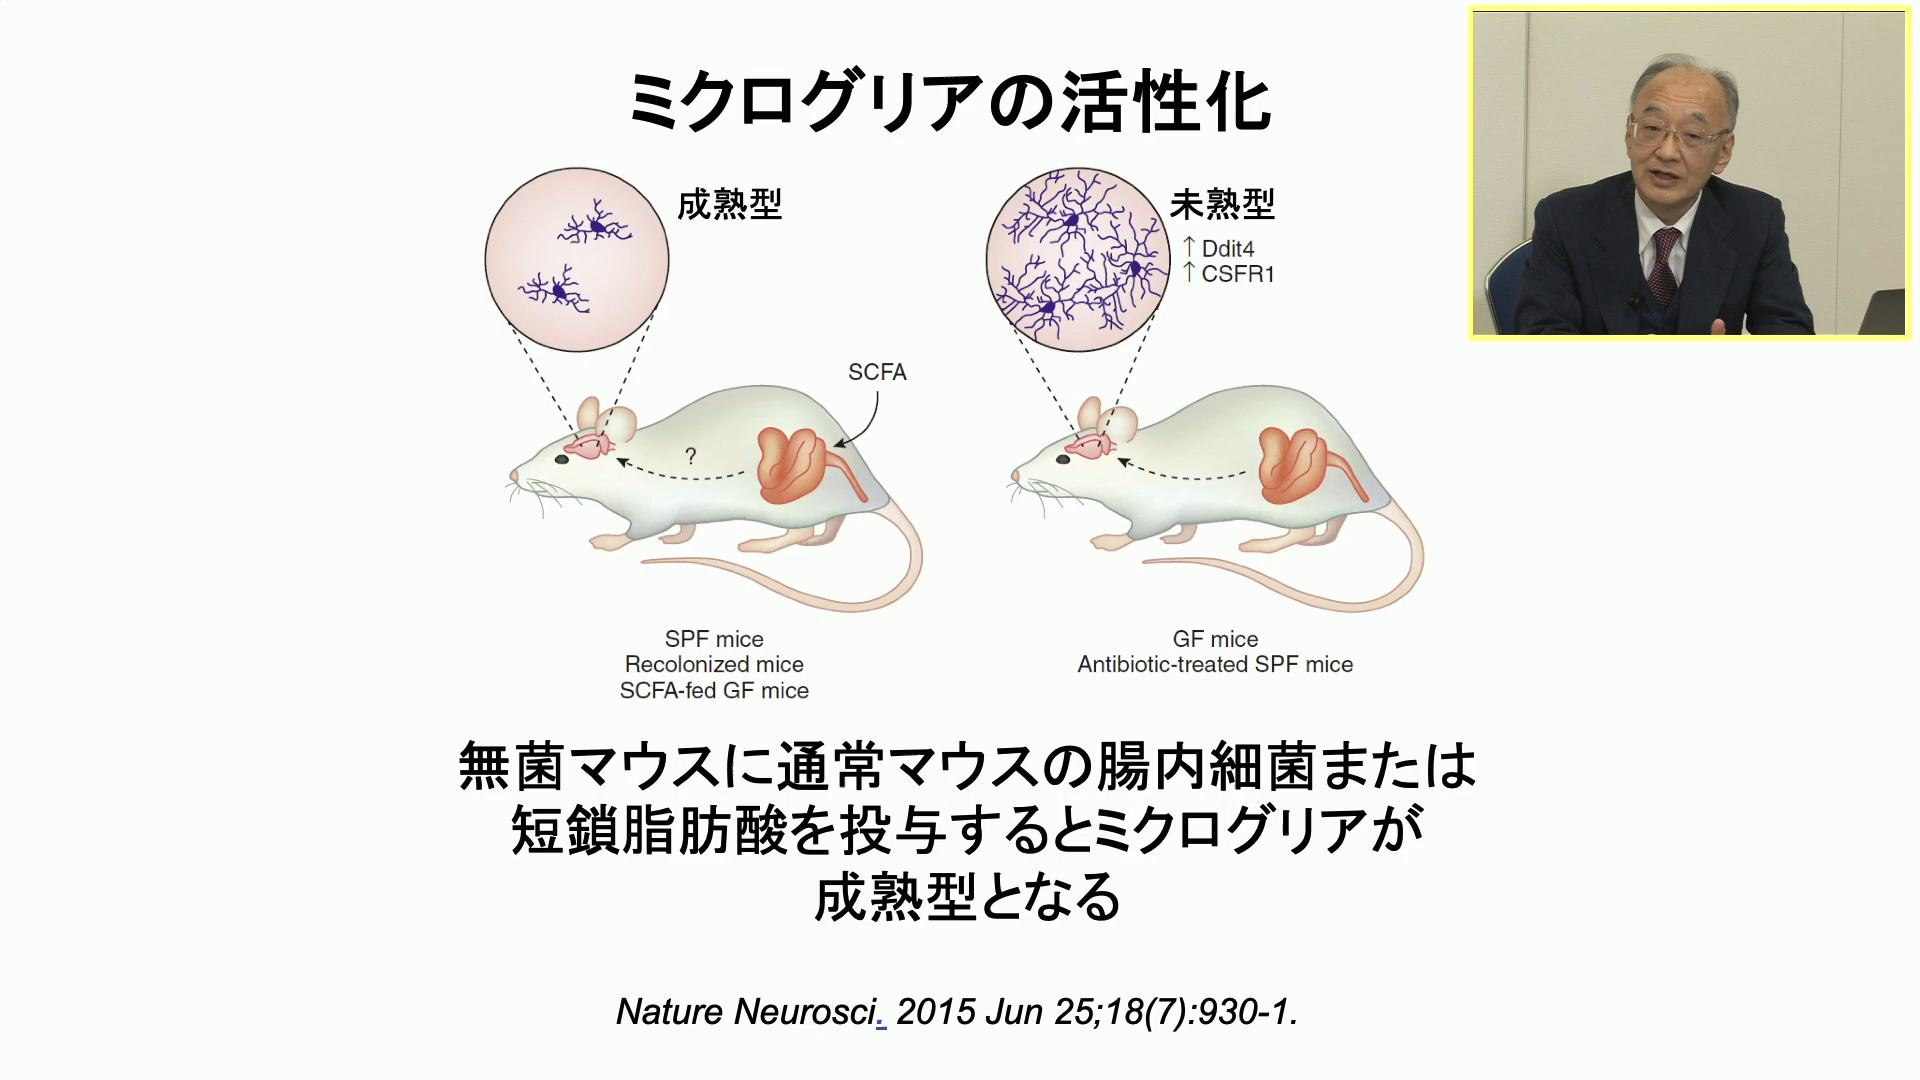 ミクログリアの活性化
成熟型
未熟型
↑ Ddit4
↑ CSFR1
SCFA
?
SPF mice
Recolonized mice
SCFA-fed GF mice
GF mice
Antibiotic-treated SPF mice
無菌マウスに通常マウスの腸内細菌または
短鎖脂肪酸を投与するとミクログリアが
成熟型となる
Nature Neurosci. 2015 Jun 25;18(7):930-1.